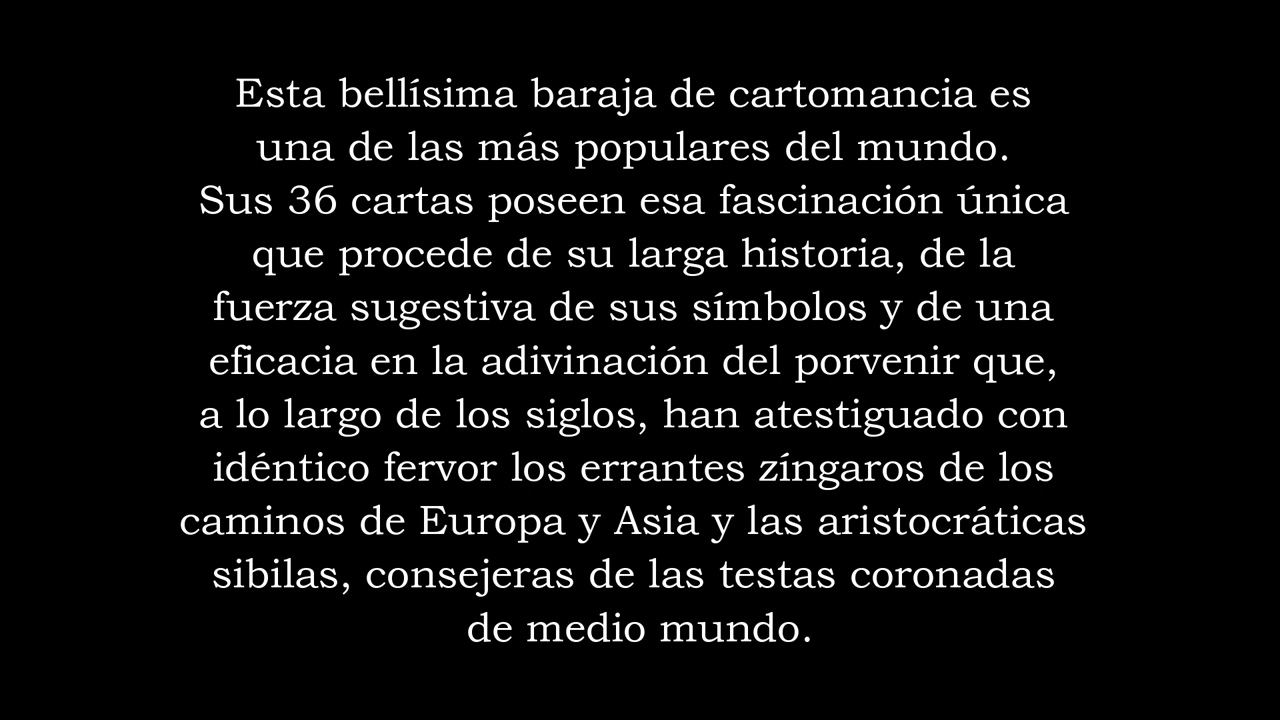 Esta bellísima baraja de cartomancia es
una de las más populares del mundo.
Sus 36 cartas poseen esa fascinación única
que procede de su larga historia, de la
fuerza sugestiva de sus símbolos y de una
eficacia en la adivinación del porvenir que,
a lo largo de los siglos, han atestiguado con
idéntico fervor los errantes zíngaros de los
caminos de Europa y Asia y las aristocráticas
sibilas, consejeras de las testas coronadas
de medio mundo.